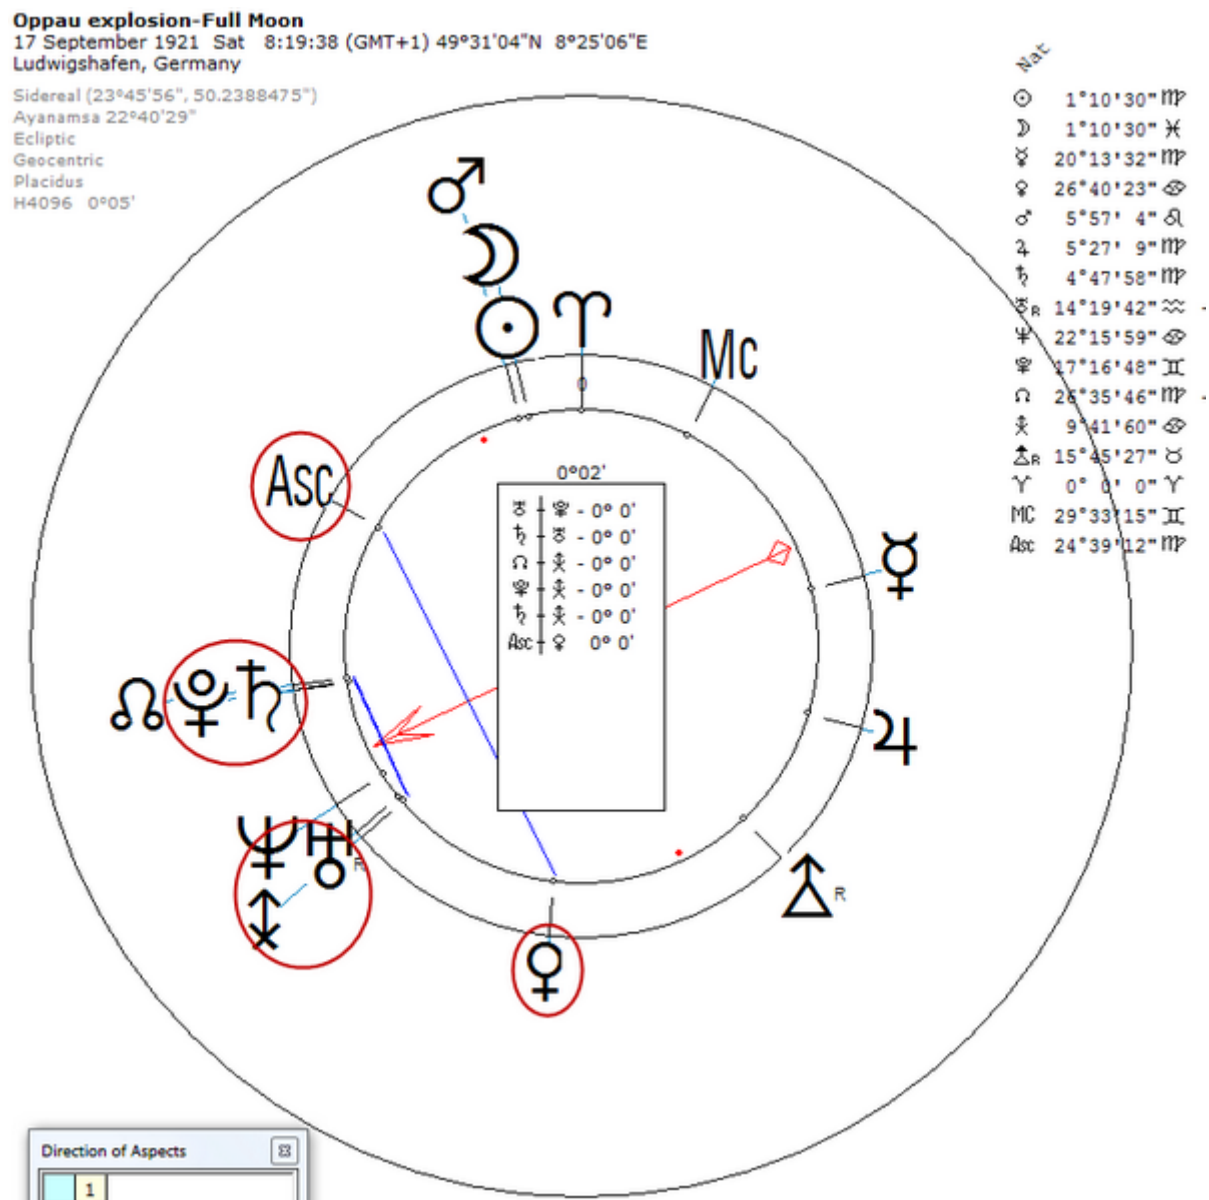 Oppau explosion-Full Moon
17 September 1921 Sat 8:19:38 (GMT+1) 49°31'04"N 8°25'06"E
Ludwigshafen, Germany
Sidereal (23°45'56", 50.2388475")
Ayanamsa 22°40'29"
Ecliptic
Geocentric
Placidus
H4096 0°05'
Nat
☉ 1°10'30" ♍
☽ 1°10'30" ♓
☿ 20°13'32" ♍
♀ 26°40'23" ♋
♂ 5°57' 4" ♌
♃ 5°27' 9" ♍
♄ 4°47'58" ♍
♅R 14°19'42" ♒ -
♆ 22°15'59" ♋
17°16'48" ♊
☊ 26°35'46" ♍ -
9°41'60" ♋
R 15°45'27" ♉
♈ 0° 0' 0" ♈
MC 29°33'15" ♊
Asc 24°39'12" ♍
Mc
0
Asc
0°02'
- 0° 0'
- 0° 0'
- 0° 0'
- 0° 0'
- 0° 0'
Asc ♀ 0° 0'
R
R
Direction of Aspects
1